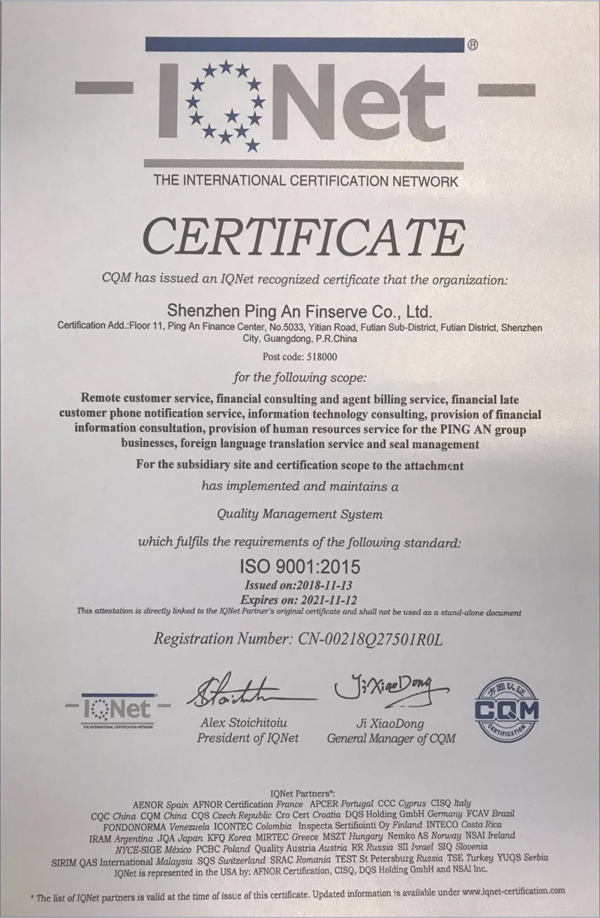 IQNet ®
THE INTERNATIONAL CERTIFICATION NETWORK
CERTIFICATE
CQM has issued an IQNet recognized certificate that the organization:
Shenzhen Ping An Finserve Co., Ltd.
Certification Add.:Floor 11, Ping An Finance Center, No.5033, Yitian Road, Futian Sub-District, Futian District, Shenzhen
City, Guangdong, P.R.China
Post code: 518000
for the following scope:
Remote customer service, financial consulting and agent billing service, financial late
customer phone notification service, information technology consulting, provision of financial
information consultation, provision of human resources service for the PING AN group
businesses, foreign language translation service and seal management
For the subsidiary site and certification scope to the attachment
has implemented and maintains a
Quality Management System
which fulfils the requirements of the following standard:
ISO 9001:2015
Issued on:2018-11-13
Expires on: 2021-11-12
This attestation is directly linked to the IQNet Partner's original certificate and shall not be used as a stand-alone document
Registration Number: CN-00218Q27501R0L
IQNet
THE INTERNATIONAL CERTIFICATION NETWORK
Alex Stoichitoiu
President of IQNet
Ji XiaoDong
Ji XiaoDong
General Manager of CQM
方圆认证
CQM
CERTIFICATION
IQNet Partners*:
AENOR Spain AFNOR Certification France APCER Portugal CCC Cyprus CISQ Italy
CQC China CQM China CQS Czech Republic Cro Cert Croatia DQS Holding GmbH Germany FCAV Brazil
FONDONORMA Venezuela ICONTEC Colombia Inspecta Sertifiointi Oy Finland INTECO Costa Rica
IRAM Argentina JQA Japan KFQ Korea MIRTEC Greece MSZT Hungary Nemko AS Norway NSAI Ireland
NYCE-SIGE México PCBC Poland Quality Austria Austria RR Russia SII Israel SIQ Slovenia
SIRIM QAS International Malaysia SQS Switzerland SRAC Romania TEST St Petersburg Russia TSE Turkey YUQS Serbia
IQNet is represented in the USA by: AFNOR Certification, CISQ, DQS Holding GmbH and NSAI Inc.
* The list of IQNet partners is valid at the time of issue of this certificate. Updated information is available under www.iqnet-certification.com